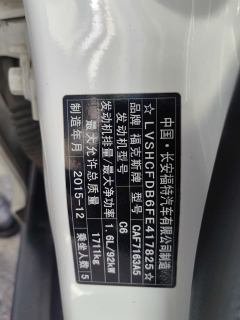 中国·长安福特汽车有限公司制造
☆LVSHCFDB6FE417825☆
品牌 福克斯牌 型号 CAF7163A5
发动机型号 C6
发动机排量/最大净功率 1.6L/92kW
最大允许总质量 1711kg
制造年月 2015-12 乘坐人数 5